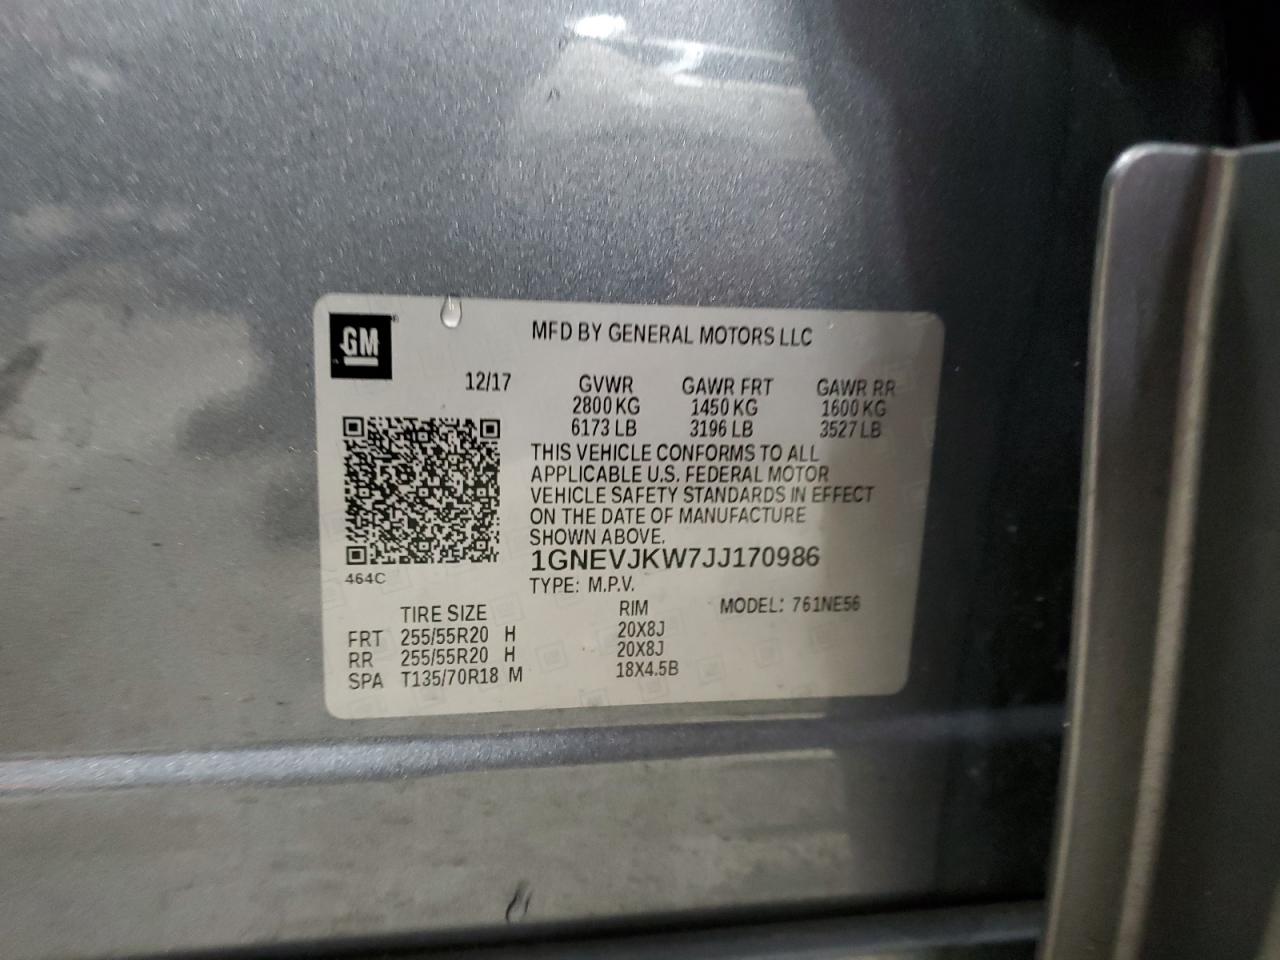 GM
MFD BY GENERAL MOTORS LLC
12/17 GVWR GAWR FRT GAWR RR
2800 KG 1450 KG 1600 KG
6173 LB 3196 LB 3527 LB
THIS VEHICLE CONFORMS TO ALL
APPLICABLE U.S. FEDERAL MOTOR
VEHICLE SAFETY STANDARDS IN EFFECT
ON THE DATE OF MANUFACTURE
SHOWN ABOVE.
1GNEVJKW7JJ170986
464C
TYPE: M.P.V.
TIRE SIZE RIM MODEL: 761NE56
FRT 255/55R20 H 20X8J
RR 255/55R20 H 20X8J
SPA T135/70R18 M 18X4.5B